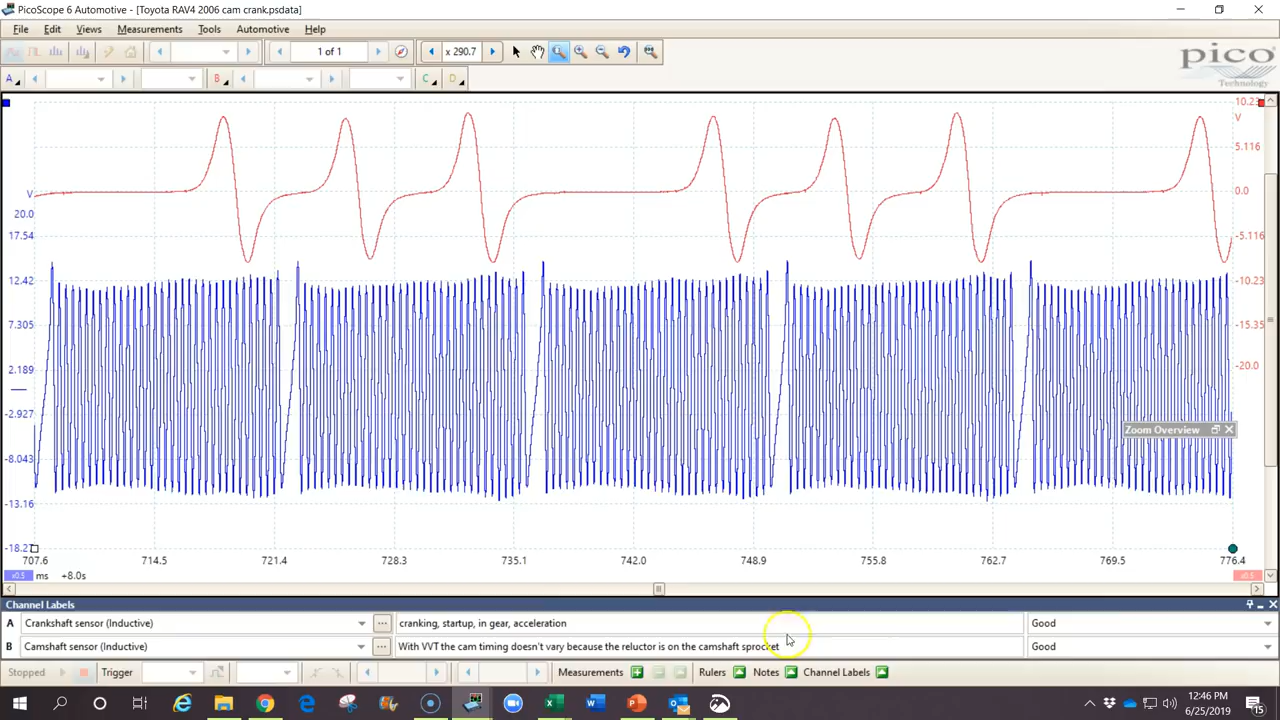 PicoScope 6 Automotive - [Toyota RAV4 2006 cam crank.psdata]
File Edit Views Measurements Tools Automotive Help
1 of 1 x 290.7
pico
Technology
A B C D
10.23
V
5.116
0.0
-5.116
-10.23
-15.35
-20.0
V
20.0
17.54
12.42
7.305
2.189
-2.927
-8.043
-13.16
-18.27
Zoom Overview
707.6 714.5 721.4 728.3 735.1 742.0 748.9 755.8 762.7 769.5 776.4
x0.5 ms +8.0s x0.5
Channel Labels
A Crankshaft sensor (Inductive) ... cranking, startup, in gear, acceleration Good
B Camshaft sensor (Inductive) ... With VVT the cam timing doesn't vary because the reluctor is on the camshaft sprocket Good
Stopped Trigger Measurements Rulers Notes Channel Labels
12:46 PM
6/25/2019
15